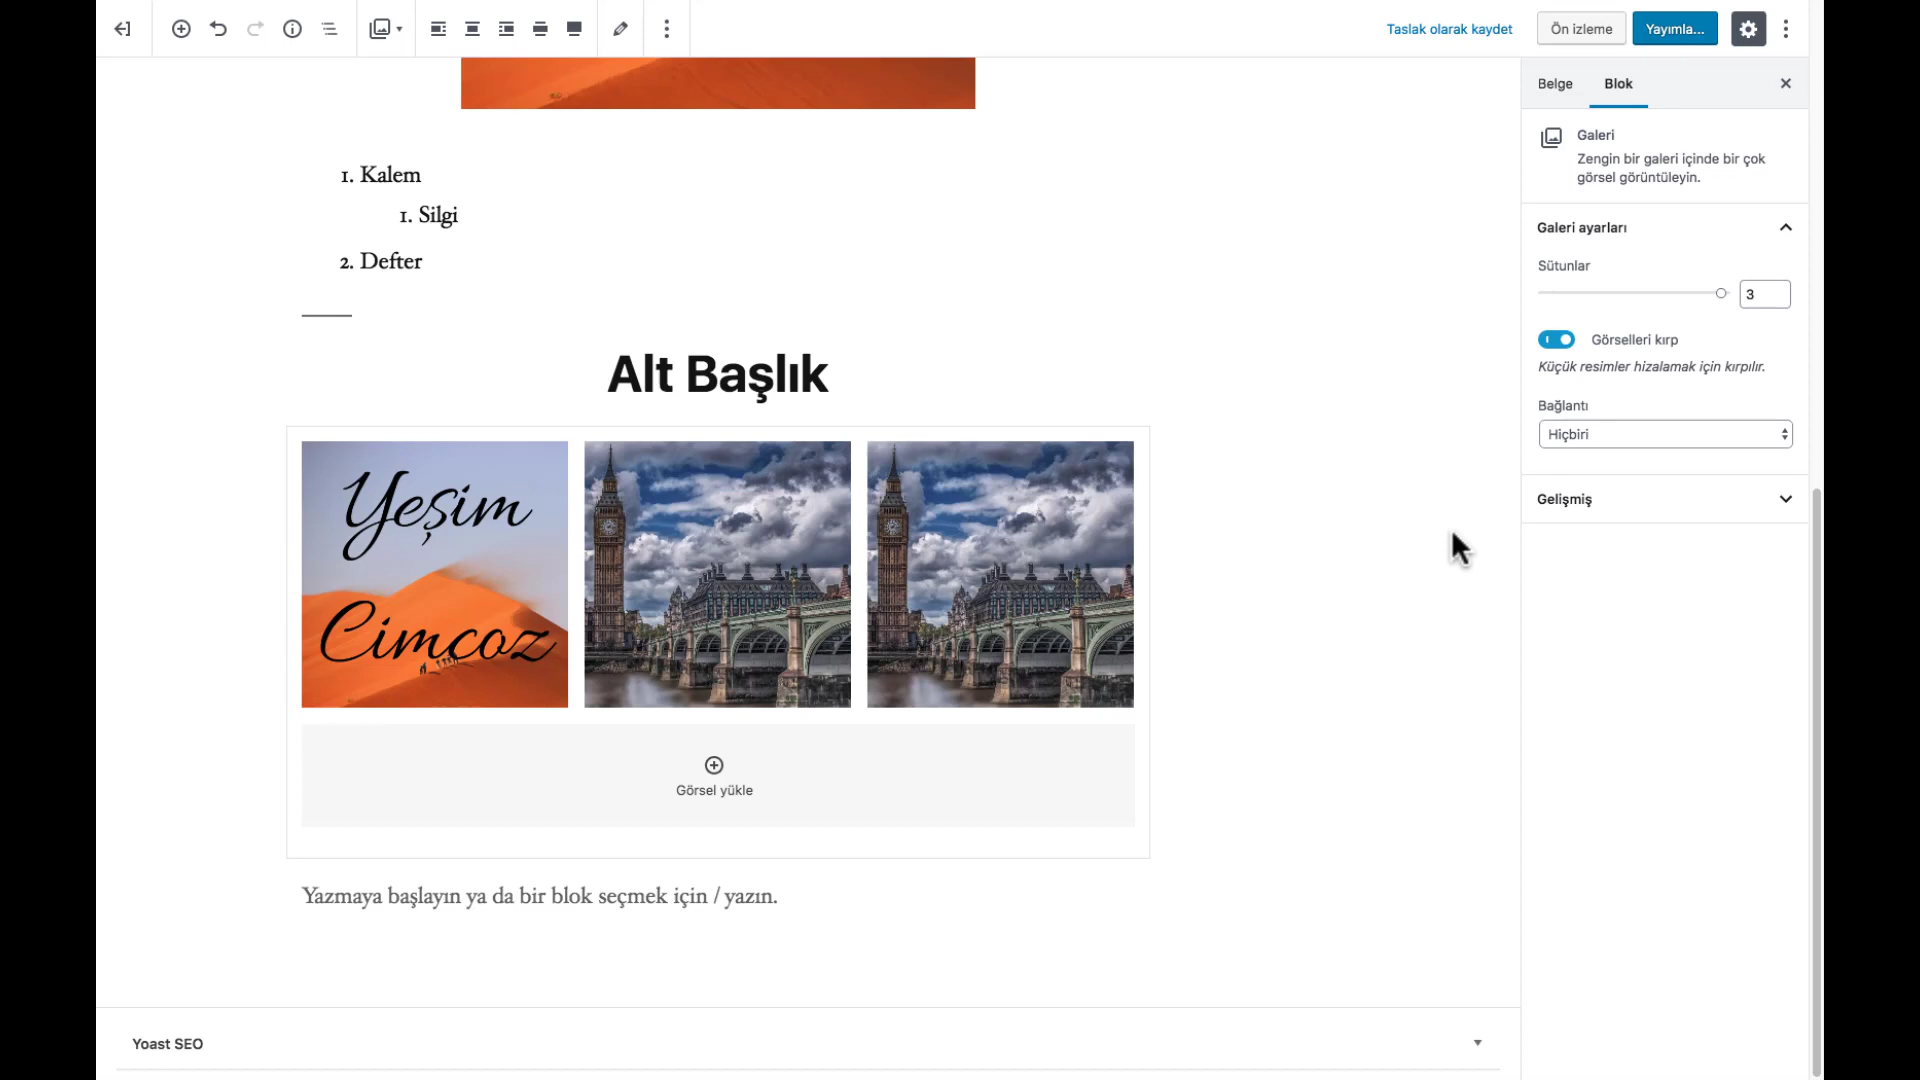 Taslak olarak kaydet
Ön izleme
Yayımla...
Belge
Blok
Galeri
Zengin bir galeri içinde bir çok
görsel görüntüleyin.
Galeri ayarları
Sütunlar
3
Görselleri kırp
Küçük resimler hizalamak için kırpılır.
Bağlantı
Hiçbiri
Gelişmiş
1. Kalem
1. Silgi
2. Defter
Alt Başlık
Yeşim
Cimcoz
Görsel yükle
Yazmaya başlayın ya da bir blok seçmek için / yazın.
Yoast SEO